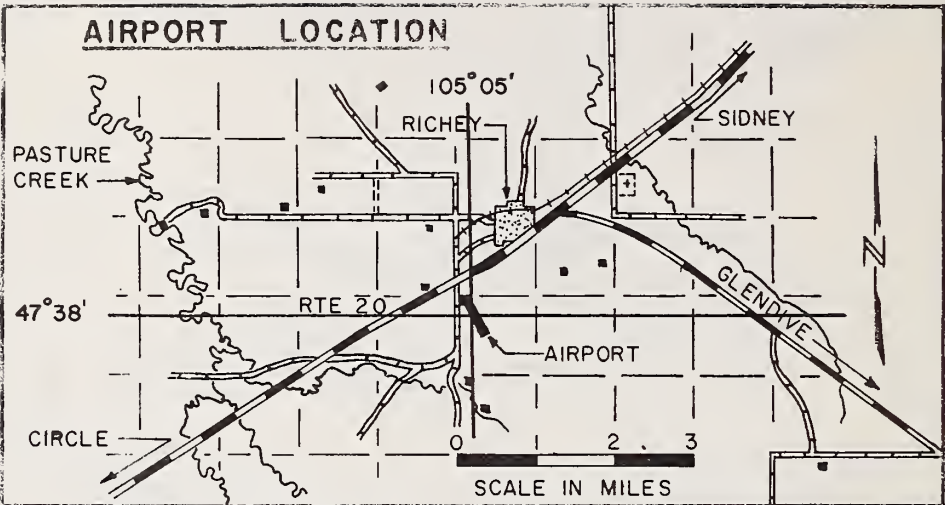 AIRPORT LOCATION
105°05'
RICHEY
SIDNEY
PASTURE
CREEK
N
GLENDIVE
47°38'
RTE 20
AIRPORT
CIRCLE
0 1 2 3
SCALE IN MILES